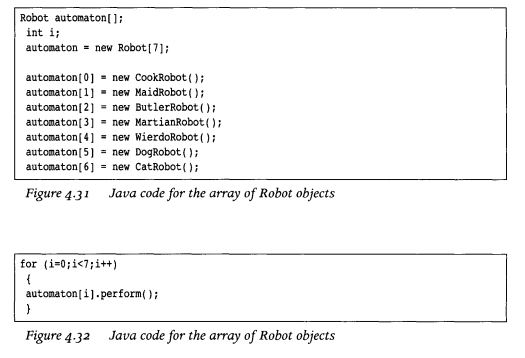 Robot automaton[];
int i;
automaton = new Robot[7];
automaton[0] = new CookRobot();
automaton[1] = new MaidRobot();
automaton[2] = new ButlerRobot();
automaton[3] = new MartianRobot();
automaton[4] = new WierdoRobot();
automaton[5] = new DogRobot();
automaton[6] = new CatRobot();
Figure 4.31 Java code for the array of Robot objects
for (i=0;i<7;i++)
{
automaton[i].perform();
}
Figure 4.32 Java code for the array of Robot objects